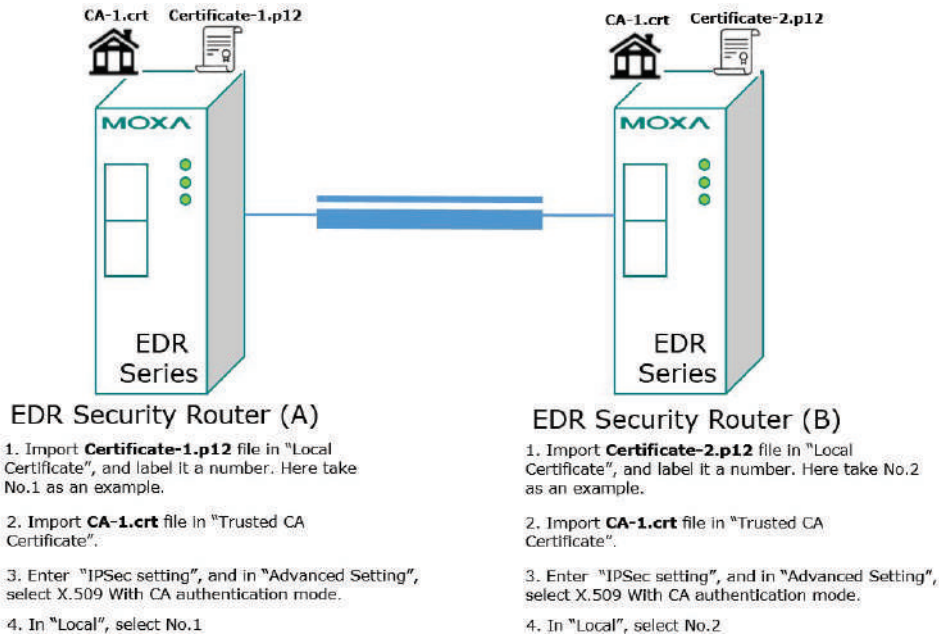 CA-1.crt Certificate-1.p12
CA-1.crt Certificate-2.p12
MOXA
MOXA
EDR
Series
EDR
Series
EDR Security Router (A)
1. Import Certificate-1.p12 file in "Local
Certificate", and label it a number. Here take
No.1 as an example.
2. Import CA-1.crt file in "Trusted CA
Certificate".
3. Enter "IPSec setting", and in "Advanced Setting",
select X.509 With CA authentication mode.
4. In "Local", select No.1
EDR Security Router (B)
1. Import Certificate-2.p12 file in "Local
Certificate", and label it a number. Here take No.2
as an example.
2. Import CA-1.crt file in "Trusted CA
Certificate".
3. Enter "IPSec setting", and in "Advanced Setting",
select X.509 With CA authentication mode.
4. In "Local", select No.2